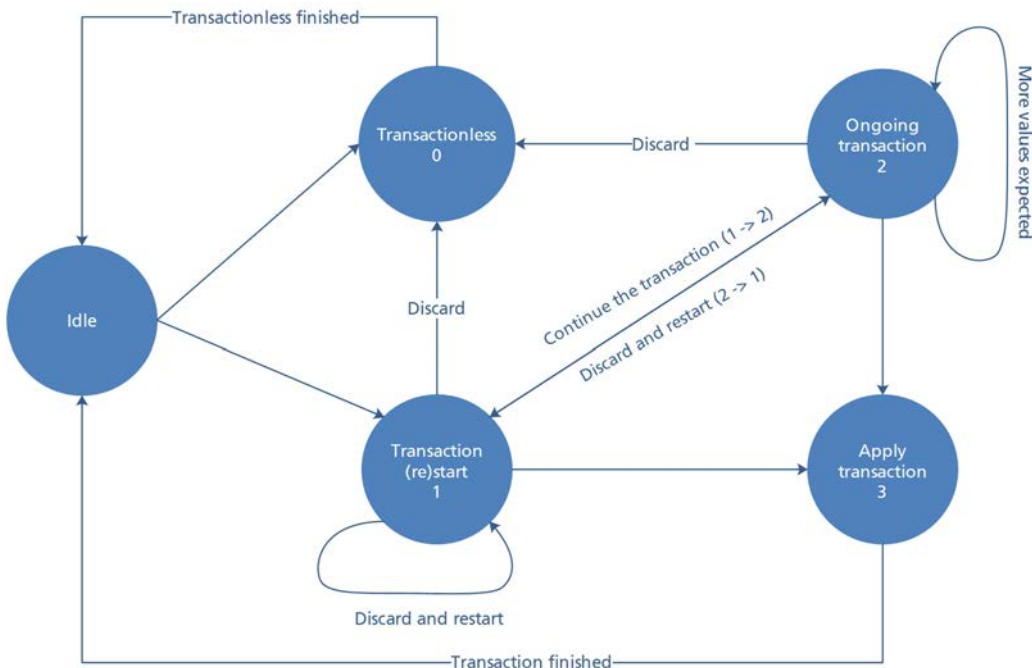 Transactionless finished
Transactionless
0
Ongoing
transaction
2
More values expected
Discard
Continue the transaction (1 -> 2)
Discard and restart (2 -> 1)
Idle
Discard
Transaction
(re)start
1
Apply
transaction
3
Discard and restart
Transaction finished